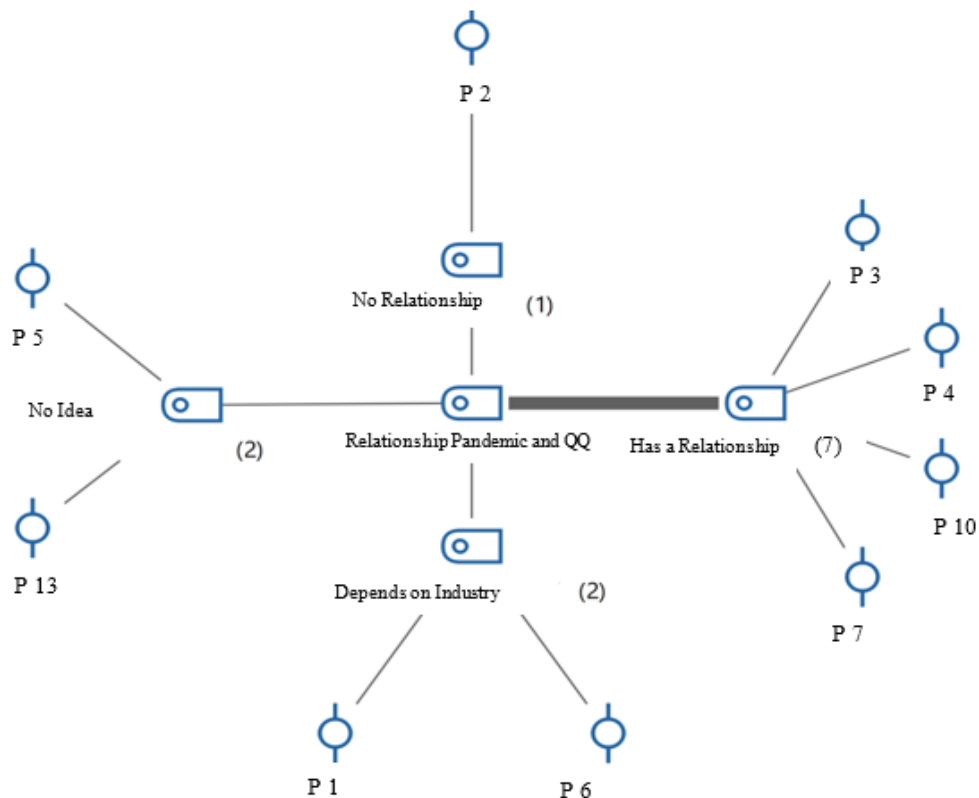 P 2
P 3
No Relationship
(1)
P 5
P 4
No Idea
(2)
Relationship Pandemic and QQ
Has a Relationship
(7)
P 10
P 13
Depends on Industry
(2)
P 7
P 1
P 6